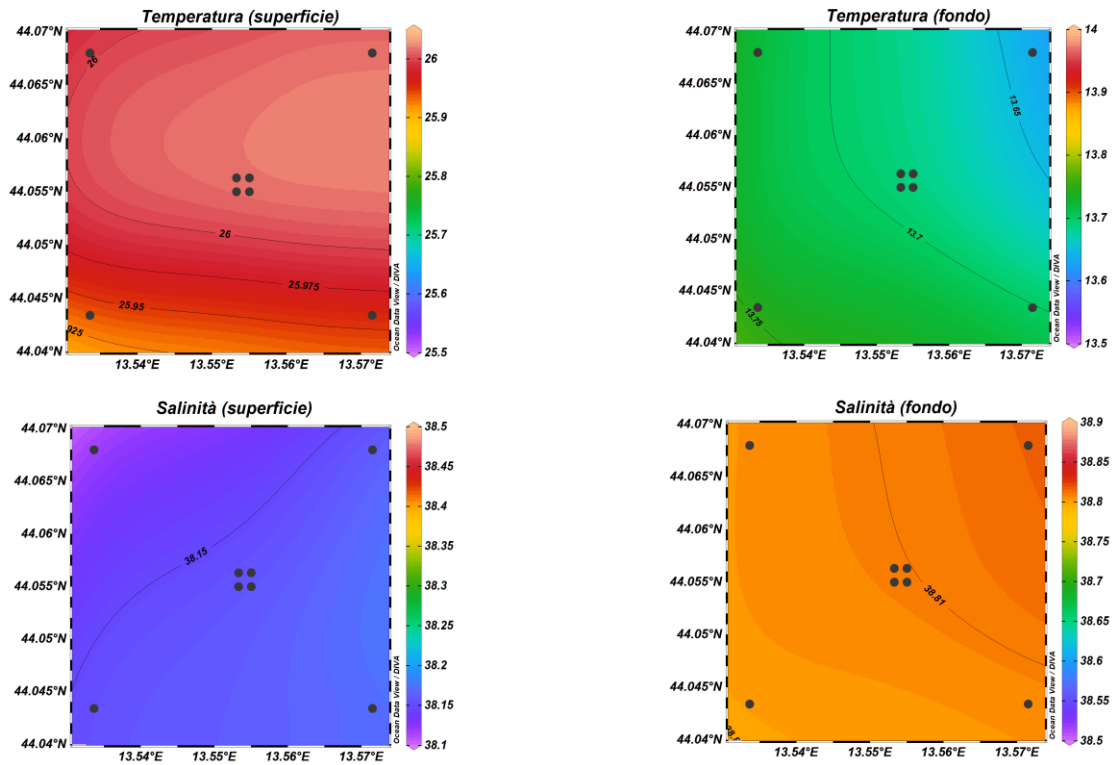 Temperatura (superficie)
44.07°N
44.065°N
44.06°N
44.055°N
44.05°N
44.045°N
44.04°N
26
26
25.975
25.95
925
13.54°E
13.55°E
13.56°E
13.57°E
Ocean Data View / DIVA
26
25.9
25.8
25.7
25.6
25.5
Temperatura (fondo)
44.07°N
44.065°N
44.06°N
44.055°N
44.05°N
44.045°N
44.04°N
13.65
13.7
13.75
13.54°E
13.55°E
13.56°E
13.57°E
Ocean Data View / DIVA
14
13.9
13.8
13.7
13.6
13.5
Salinità (superficie)
44.07°N
44.065°N
44.06°N
44.055°N
44.05°N
44.045°N
44.04°N
38.15
13.54°E
13.55°E
13.56°E
13.57°E
Ocean Data View / DIVA
38.5
38.45
38.4
38.35
38.3
38.25
38.2
38.15
38.1
Salinità (fondo)
44.07°N
44.065°N
44.06°N
44.055°N
44.05°N
44.045°N
44.04°N
38.81
13.54°E
13.55°E
13.56°E
13.57°E
Ocean Data View / DIVA
38.9
38.85
38.8
38.75
38.7
38.65
38.6
38.55
38.5